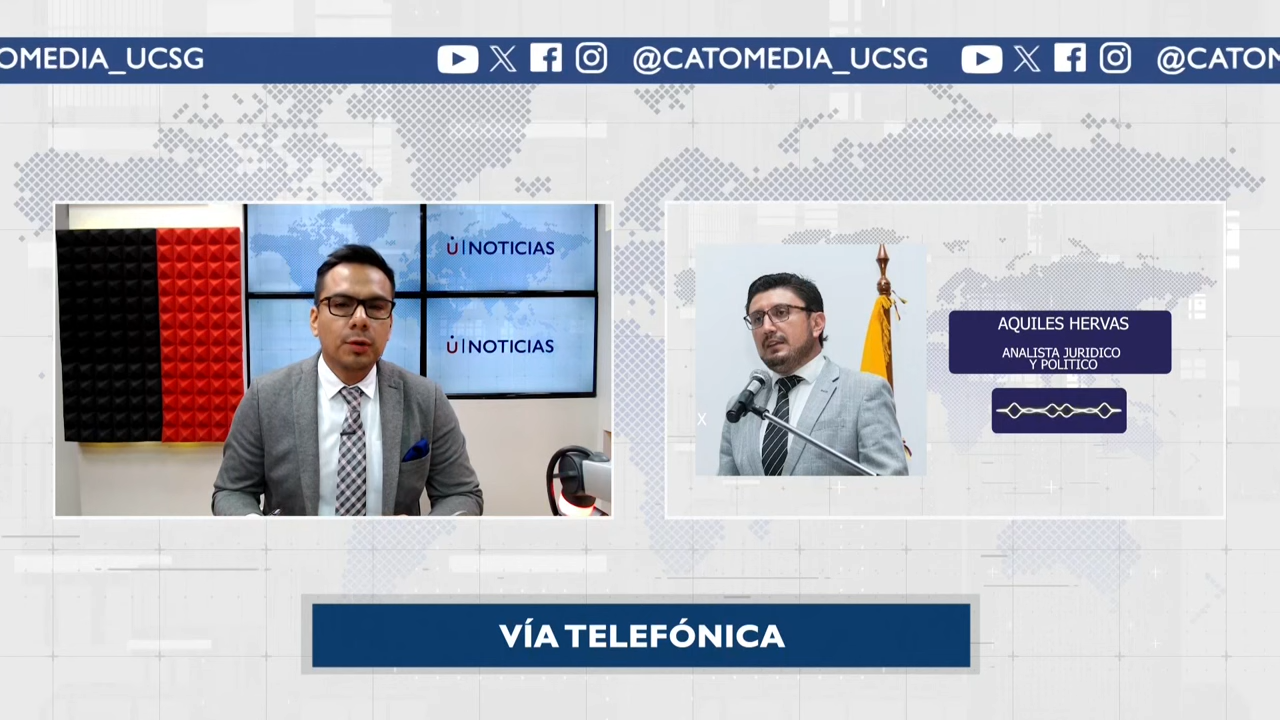 OMEDIA_UCSG @CATOMEDIA_UCSG @CATOM
U|NOTICIAS
U|NOTICIAS
X
AQUILES HERVAS
ANALISTA JURIDICO
Y POLITICO
VÍA TELEFÓNICA